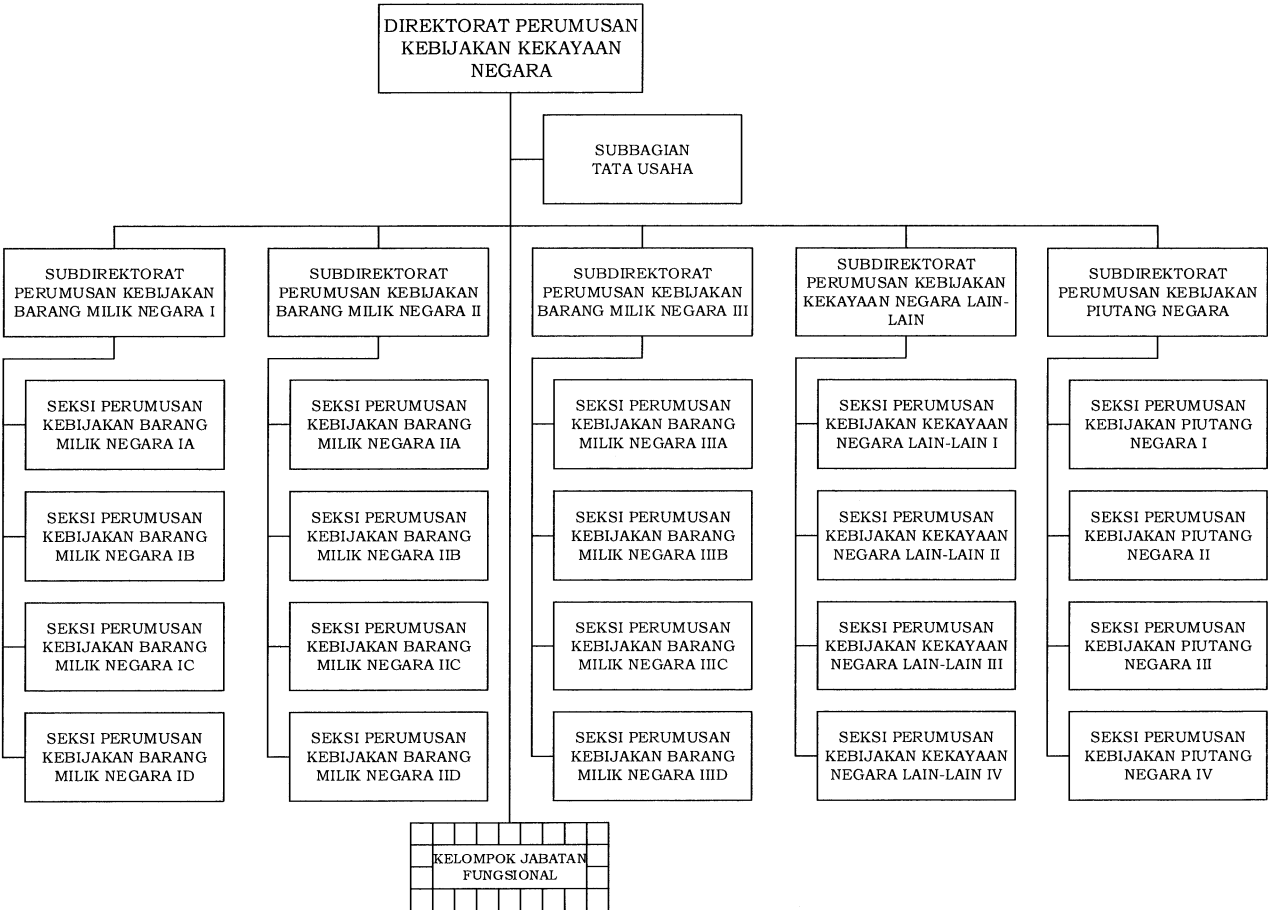 DIREKTORAT PERUMUSAN
KEBIJAKAN KEKAYAAN
NEGARA
SUBBAGIAN
TATA USAHA
SUBDIREKTORAT
PERUMUSAN KEBIJAKAN
BARANG MILIK NEGARA I
SUBDIREKTORAT
PERUMUSAN KEBIJAKAN
BARANG MILIK NEGARA II
SUBDIREKTORAT
PERUMUSAN KEBIJAKAN
BARANG MILIK NEGARA III
SUBDIREKTORAT
PERUMUSAN KEBIJAKAN
KEKAYAAN NEGARA LAIN-
LAIN
SUBDIREKTORAT
PERUMUSAN KEBIJAKAN
PIUTANG NEGARA
SEKSI PERUMUSAN
KEBIJAKAN BARANG
MILIK NEGARA IA
SEKSI PERUMUSAN
KEBIJAKAN BARANG
MILIK NEGARA IIA
SEKSI PERUMUSAN
KEBIJAKAN BARANG
MILIK NEGARA IIIA
SEKSI PERUMUSAN
KEBIJAKAN KEKAYAAN
NEGARA LAIN-LAIN I
SEKSI PERUMUSAN
KEBIJAKAN PIUTANG
NEGARA I
SEKSI PERUMUSAN
KEBIJAKAN BARANG
MILIK NEGARA IB
SEKSI PERUMUSAN
KEBIJAKAN BARANG
MILIK NEGARA IIB
SEKSI PERUMUSAN
KEBIJAKAN BARANG
MILIK NEGARA IIIB
SEKSI PERUMUSAN
KEBIJAKAN KEKAYAAN
NEGARA LAIN-LAIN II
SEKSI PERUMUSAN
KEBIJAKAN PIUTANG
NEGARA II
SEKSI PERUMUSAN
KEBIJAKAN BARANG
MILIK NEGARA IC
SEKSI PERUMUSAN
KEBIJAKAN BARANG
MILIK NEGARA IIC
SEKSI PERUMUSAN
KEBIJAKAN BARANG
MILIK NEGARA IIIC
SEKSI PERUMUSAN
KEBIJAKAN KEKAYAAN
NEGARA LAIN-LAIN III
SEKSI PERUMUSAN
KEBIJAKAN PIUTANG
NEGARA III
SEKSI PERUMUSAN
KEBIJAKAN BARANG
MILIK NEGARA ID
SEKSI PERUMUSAN
KEBIJAKAN BARANG
MILIK NEGARA IID
SEKSI PERUMUSAN
KEBIJAKAN BARANG
MILIK NEGARA IIID
SEKSI PERUMUSAN
KEBIJAKAN KEKAYAAN
NEGARA LAIN-LAIN IV
SEKSI PERUMUSAN
KEBIJAKAN PIUTANG
NEGARA IV
KELOMPOK JABATAN
FUNGSIONAL